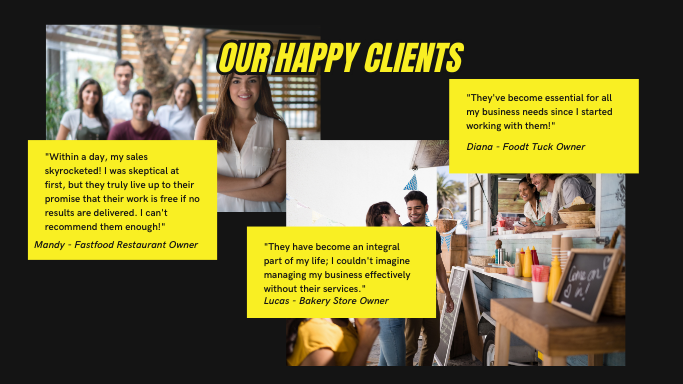 OUR HAPPY CLIENTS
"They've become essential for all
my business needs since I started
working with them!"
Diana - Foodt Tuck Owner
"Within a day, my sales
skyrocketed! I was skeptical at
first, but they truly live up to their
promise that their work is free if no
results are delivered. I can't
recommend them enough!"
Mandy - Fastfood Restaurant Owner
"They have become an integral
part of my life; I couldn't imagine
managing my business effectively
without their services."
Lucas - Bakery Store Owner
come on
in!